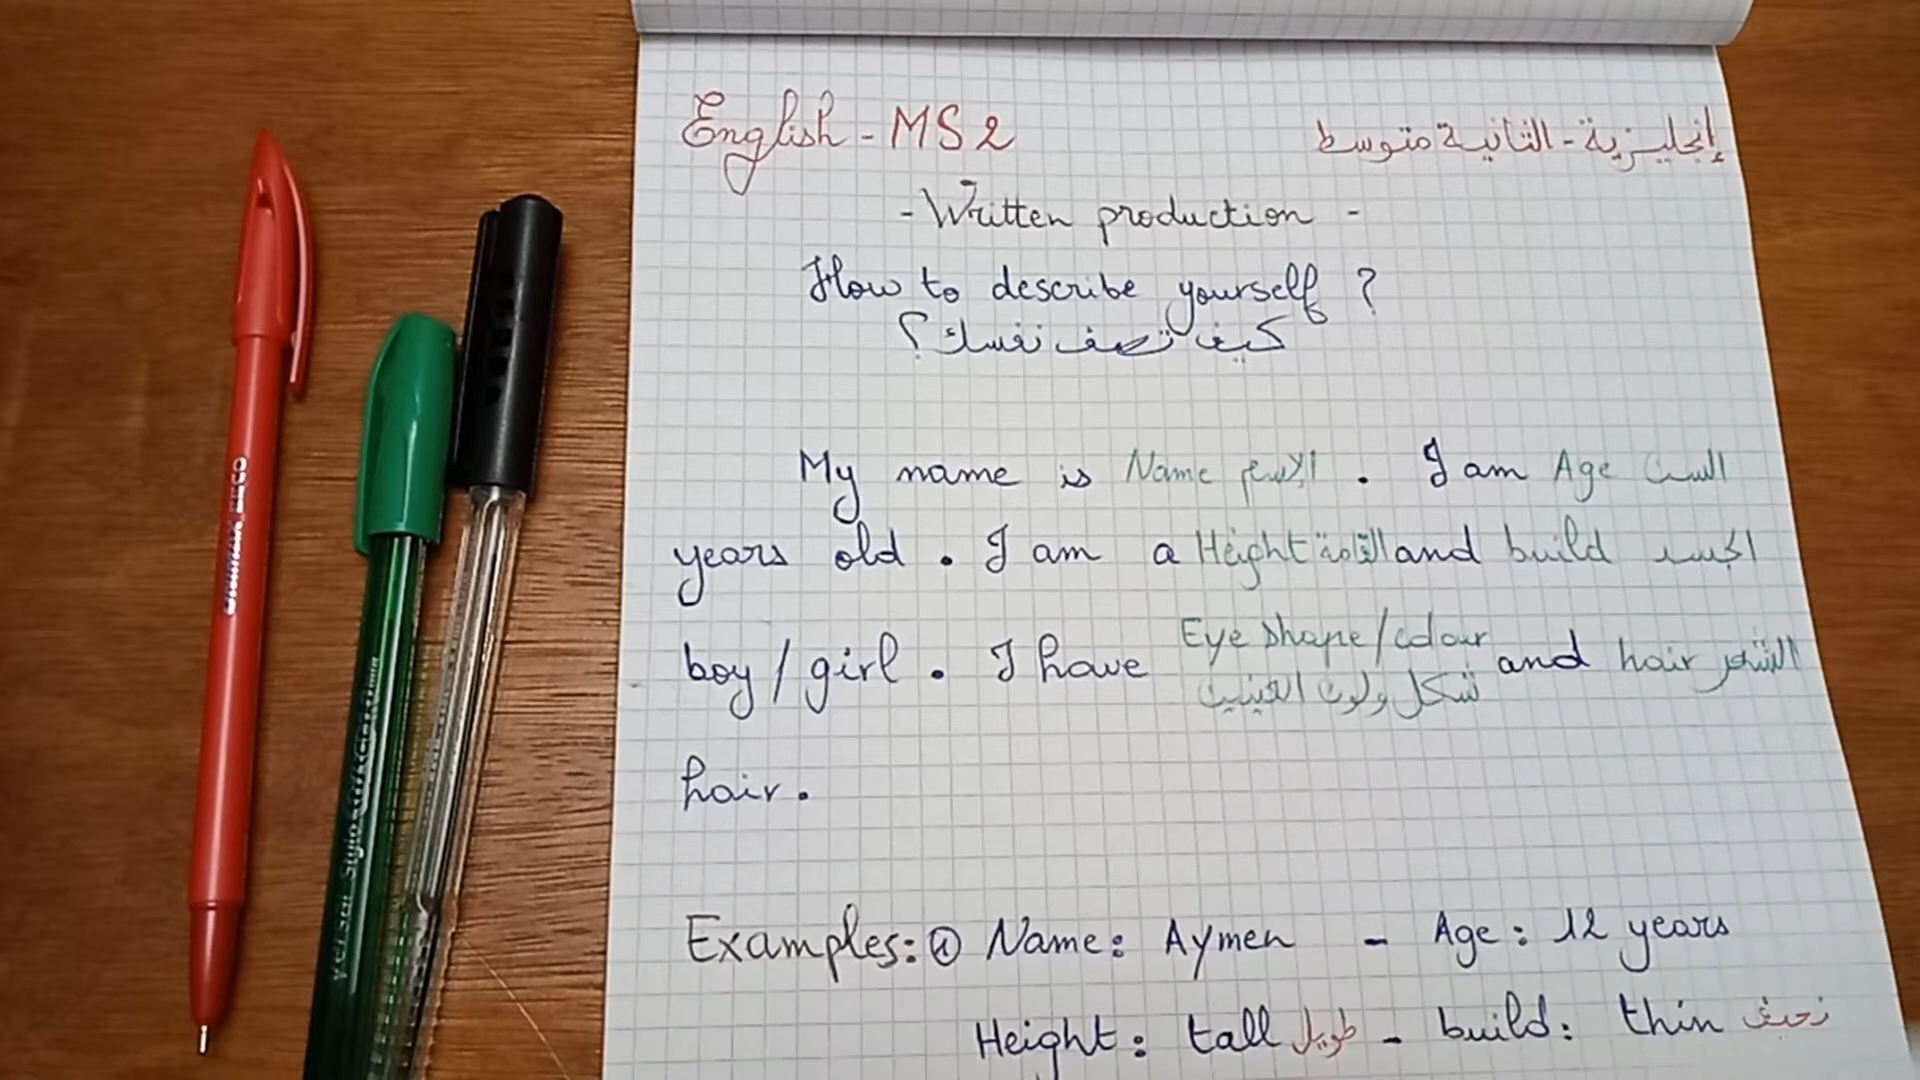 English - MS2 إنجليزية - الثانية متوسط
- Written production -
How to describe yourself ?
كيف تصف نفسك ؟
My name is Name الإسم . I am Age السن
years old . I am a Height القامة and build الجسد
boy / girl . I have Eye shape/colour شكل ولون العينين and hair الشعر
hair .
Examples: ① Name : Aymen - Age : 12 years
Height : tall طويل - build : thin نحيف